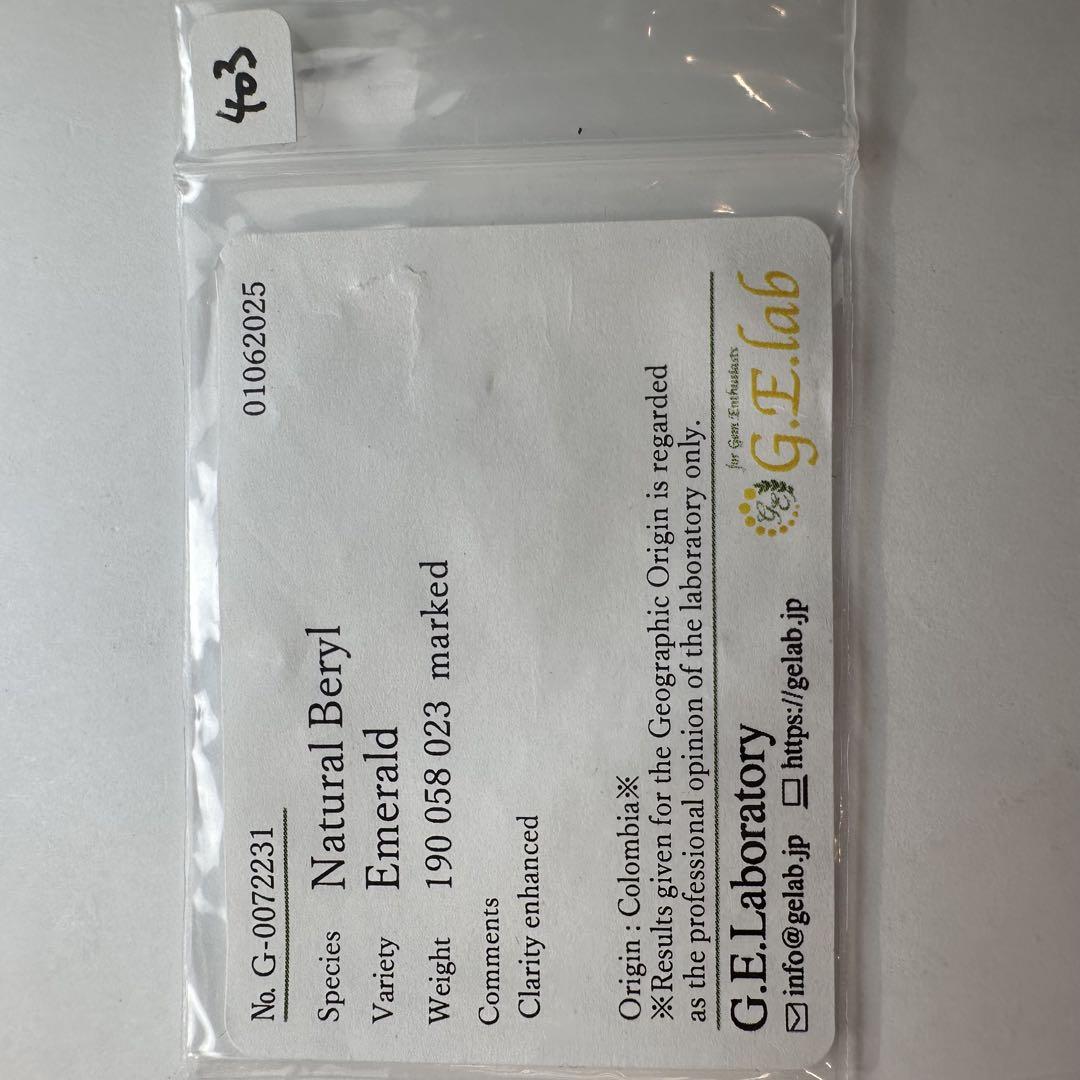 403
No. G-0072231
01062025
Species Natural Beryl
Variety Emerald
Weight 190 058 023 marked
Comments
Clarity enhanced
Origin : Colombia※
※Results given for the Geographic Origin is regarded
as the professional opinion of the laboratory only.
G.E.Laboratory
info@gelab.jp https://gelab.jp
GE
for Gem Enthusiasts
G.E.lab